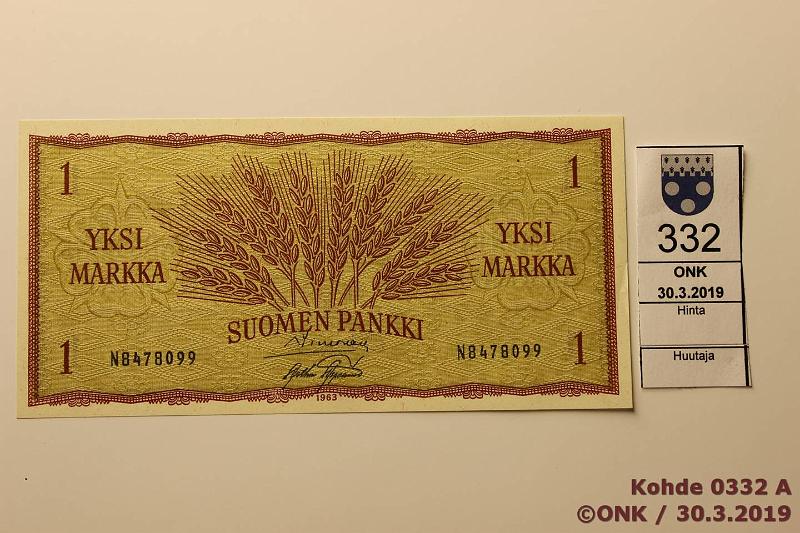 1
1
YKSI
MARKKA
YKSI
MARKKA
SUOMEN PANKKI
1
N8478099
N8478099
1
1963
332
ONK
30.3.2019
Hinta
Huutaja
Kohde 0332 A
©ONK / 30.3.2019